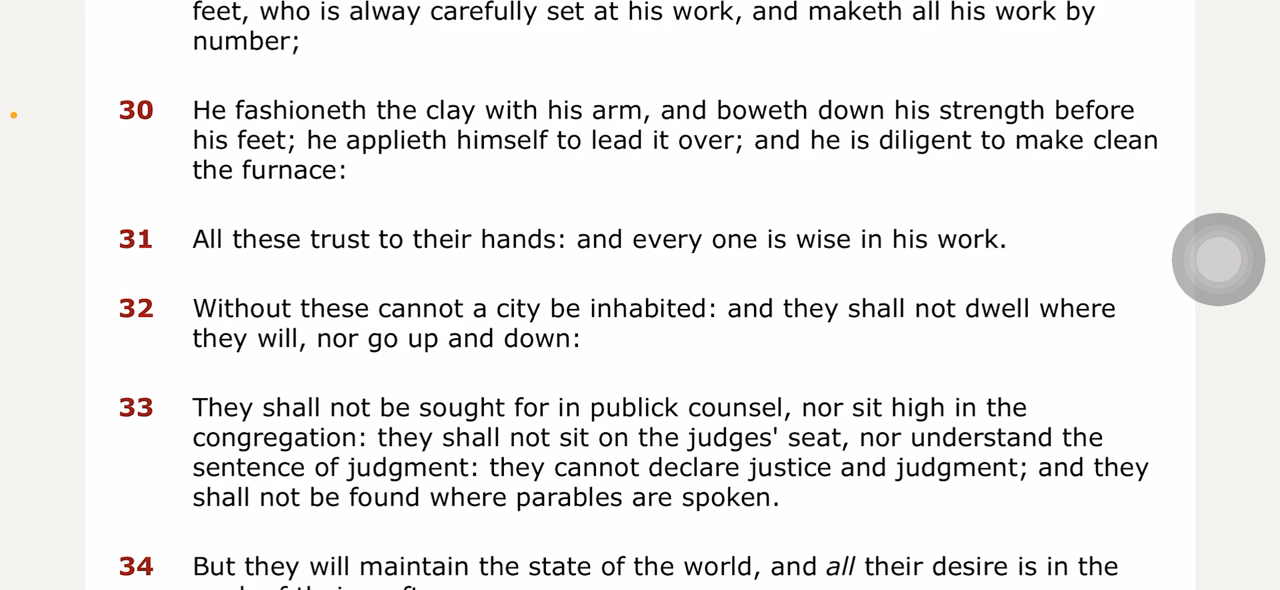 feet, who is alway carefully set at his work, and maketh all his work by
number;
30 He fashioneth the clay with his arm, and boweth down his strength before
his feet; he applieth himself to lead it over; and he is diligent to make clean
the furnace:
31 All these trust to their hands: and every one is wise in his work.
32 Without these cannot a city be inhabited: and they shall not dwell where
they will, nor go up and down:
33 They shall not be sought for in publick counsel, nor sit high in the
congregation: they shall not sit on the judges' seat, nor understand the
sentence of judgment: they cannot declare justice and judgment; and they
shall not be found where parables are spoken.
34 But they will maintain the state of the world, and all their desire is in the